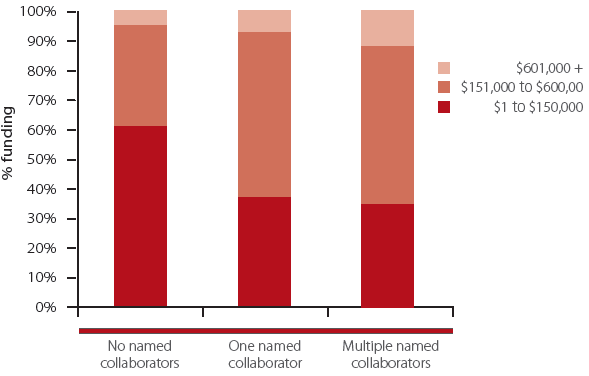 100%
90%
80%
70%
60%
50%
40%
30%
20%
10%
0%
% funding
$601,000 +
$151,000 to $600,00
$1 to $150,000
No named
collaborators
One named
collaborator
Multiple named
collaborators